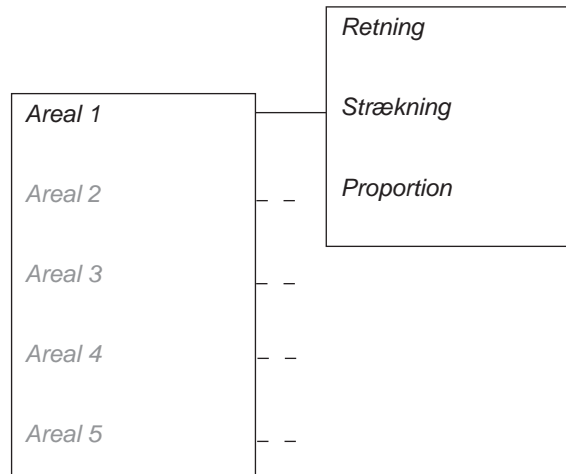 Retning
Strækning
Proportion
Areal 1
Areal 2
Areal 3
Areal 4
Areal 5